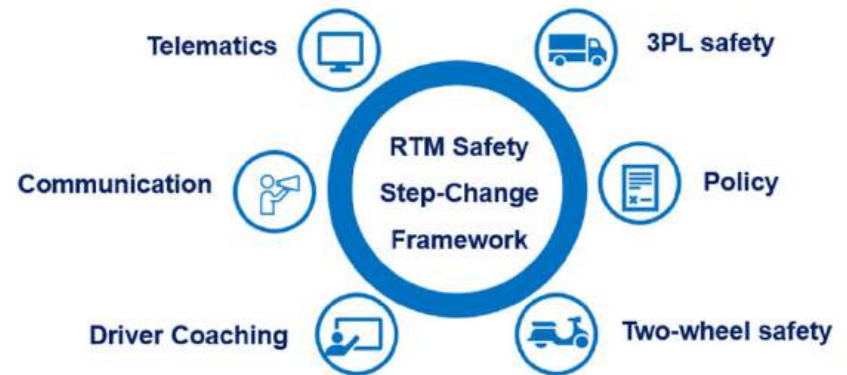 Telematics
3PL safety
RTM Safety
Step-Change
Framework
Communication
Policy
Driver Coaching
Two-wheel safety